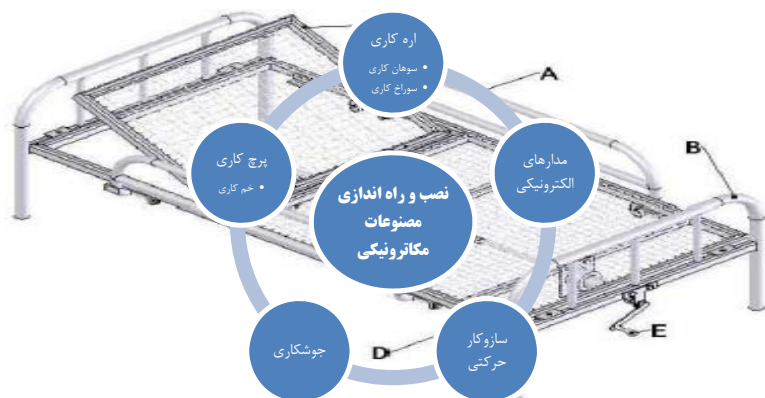 اره کاری
• سوهان کاری
• سوراخ کاری
A
مدارهای
الکترونیکی
B
پرچ کاری
• خم کاری
نصب و راه اندازی
مصنوعات
مکاترونیکی
سازوکار
حرکتی
E
D
جوشکاری